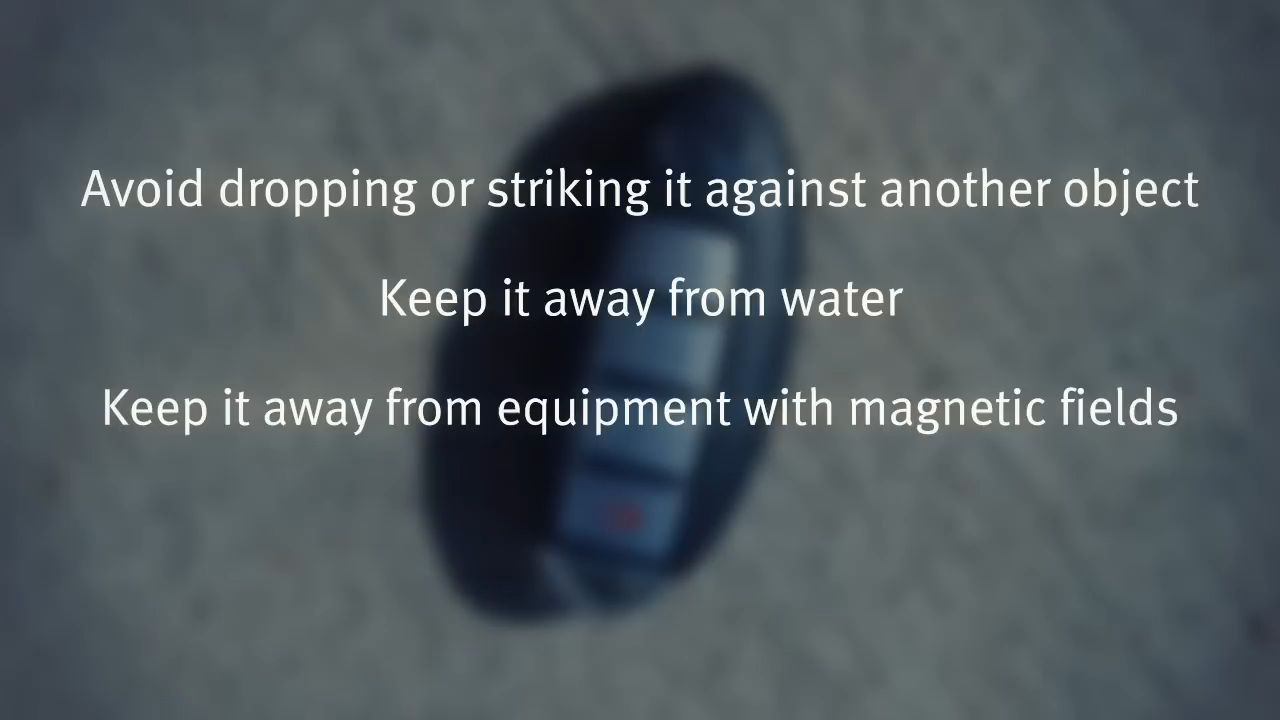 Avoid dropping or striking it against another object
Keep it away from water
Keep it away from equipment with magnetic fields